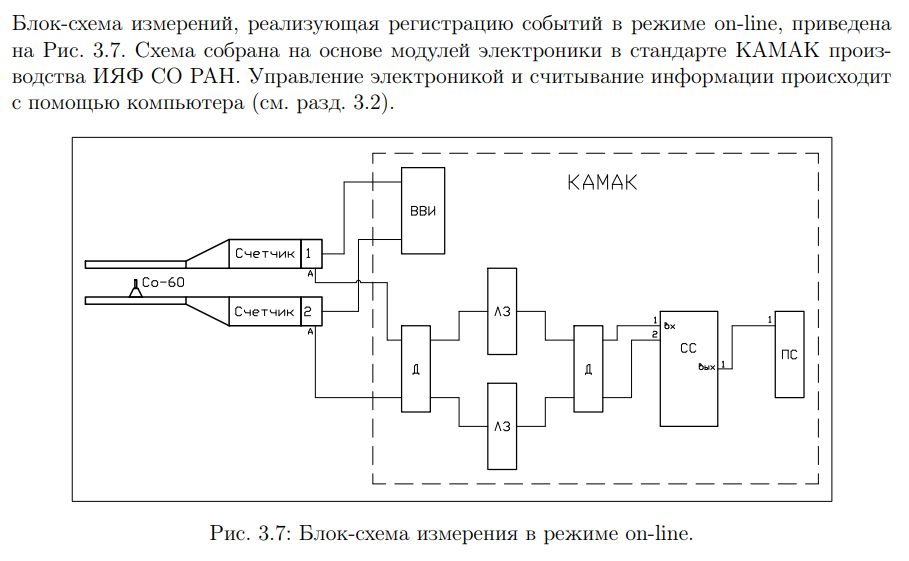 Блок-схема измерений, реализующая регистрацию событий в режиме on-line, приведена
на Рис. 3.7. Схема собрана на основе модулей электроники в стандарте КАМАК произ-
водства ИЯФ СО РАН. Управление электроникой и считывание информации происходит
с помощью компьютера (см. разд. 3.2).
КАМАК
ВВИ
Счетчик 1
А
Co-60
Счетчик 2
А
ЛЗ
Д
ЛЗ
Д
1
2
Вх
СС
Вых
1
1
ПС
Рис. 3.7: Блок-схема измерения в режиме on-line.